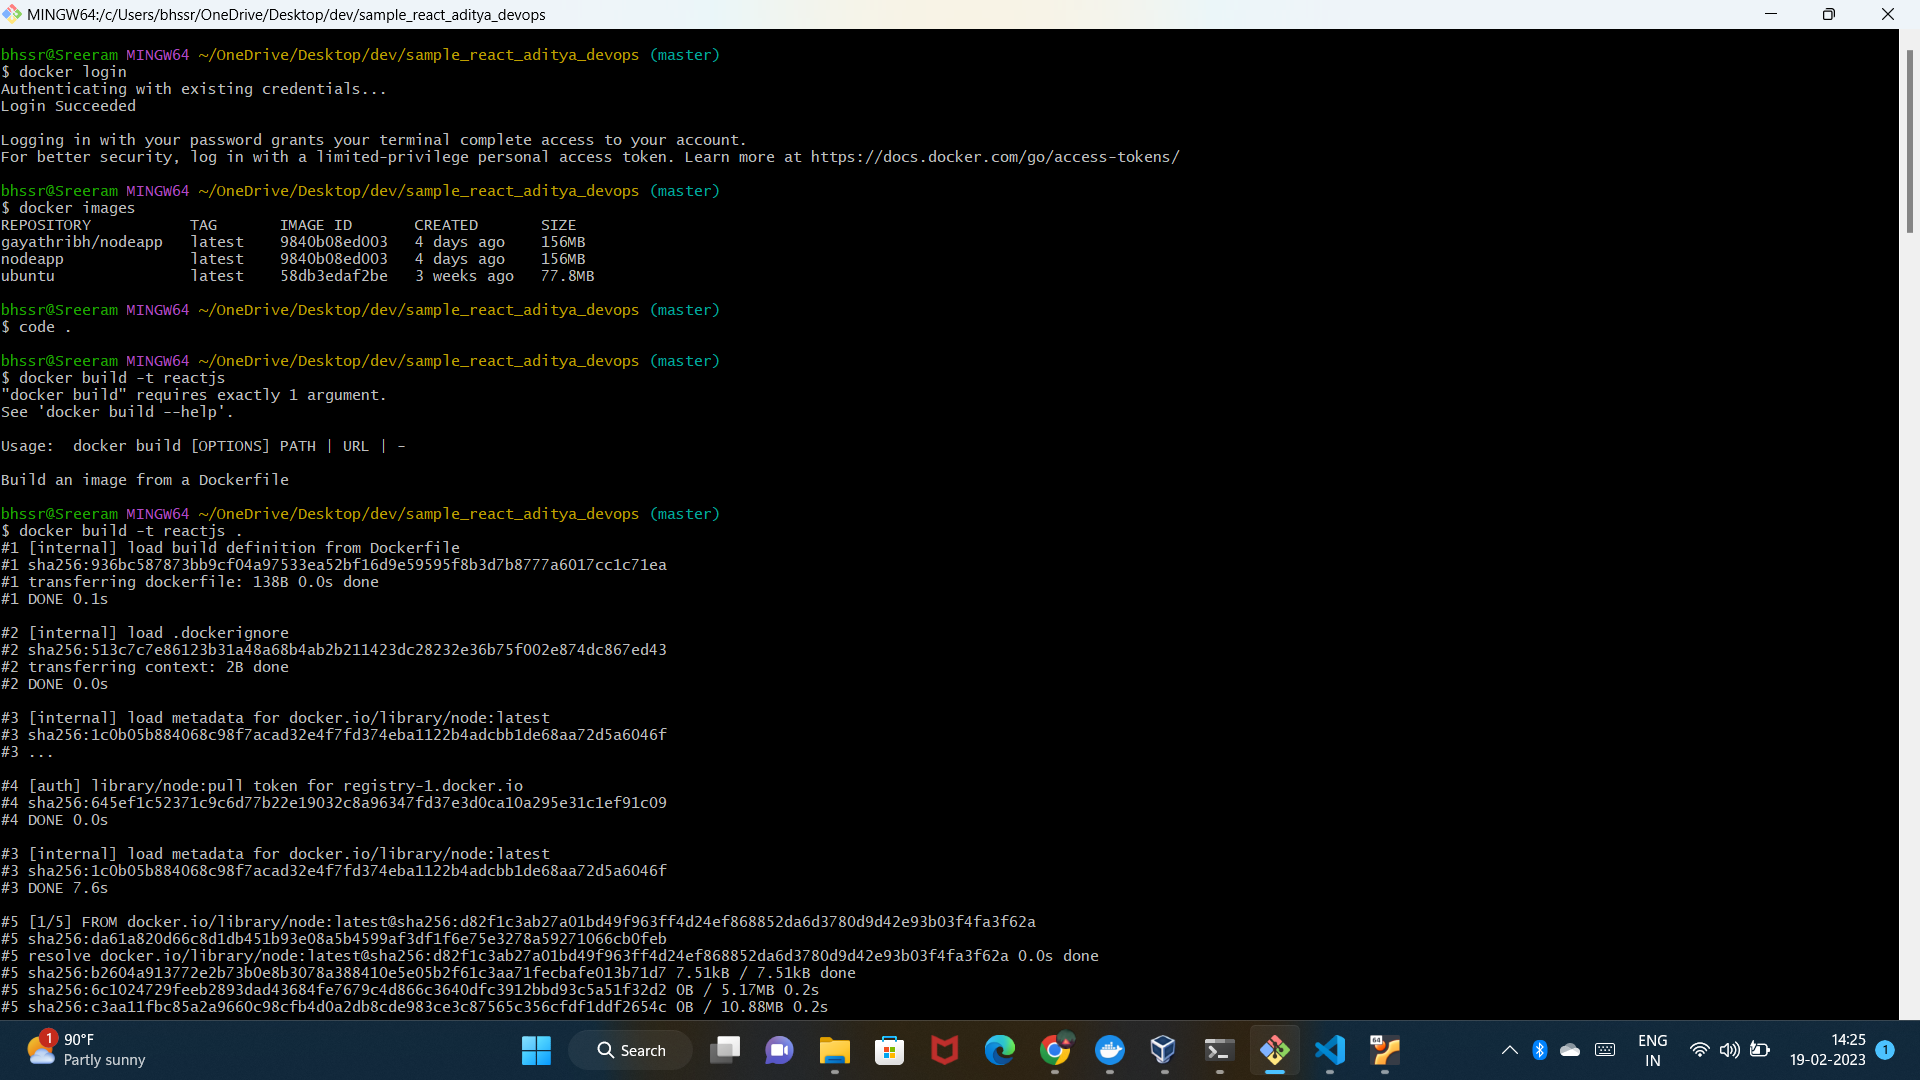 MINGW64:/c/Users/bhssr/OneDrive/Desktop/dev/sample_react_aditya_devops
bhssr@Sreeram MINGW64 ~/OneDrive/Desktop/dev/sample_react_aditya_devops (master)
$ docker login
Authenticating with existing credentials...
Login Succeeded
Logging in with your password grants your terminal complete access to your account.
For better security, log in with a limited-privilege personal access token. Learn more at https://docs.docker.com/go/access-tokens/
bhssr@Sreeram MINGW64 ~/OneDrive/Desktop/dev/sample_react_aditya_devops (master)
$ docker images
REPOSITORY TAG IMAGE ID CREATED SIZE
gayathribh/nodeapp latest 9840b08ed003 4 days ago 156MB
nodeapp latest 9840b08ed003 4 days ago 156MB
ubuntu latest 58db3edaf2be 3 weeks ago 77.8MB
bhssr@Sreeram MINGW64 ~/OneDrive/Desktop/dev/sample_react_aditya_devops (master)
$ code .
bhssr@Sreeram MINGW64 ~/OneDrive/Desktop/dev/sample_react_aditya_devops (master)
$ docker build -t reactjs
"docker build" requires exactly 1 argument.
See 'docker build --help'.
Usage:  docker build [OPTIONS] PATH | URL | -
Build an image from a Dockerfile
bhssr@Sreeram MINGW64 ~/OneDrive/Desktop/dev/sample_react_aditya_devops (master)
$ docker build -t reactjs .
#1 [internal] load build definition from Dockerfile
#1 sha256:936bc587873bb9cf04a97533ea52bf16d9e59595f8b3d7b8777a6017cc1c71ea
#1 transferring dockerfile: 138B 0.0s done
#1 DONE 0.1s
#2 [internal] load .dockerignore
#2 sha256:513c7c7e86123b31a48a68b4ab2b211423dc28232e36b75f002e874dc867ed43
#2 transferring context: 2B done
#2 DONE 0.0s
#3 [internal] load metadata for docker.io/library/node:latest
#3 sha256:1c0b05b884068c98f7acad32e4f7fd374eba1122b4adcbb1de68aa72d5a6046f
#3 ...
#4 [auth] library/node:pull token for registry-1.docker.io
#4 sha256:645ef1c52371c9c6d77b22e19032c8a96347fd37e3d0ca10a295e31c1ef91c09
#4 DONE 0.0s
#3 [internal] load metadata for docker.io/library/node:latest
#3 sha256:1c0b05b884068c98f7acad32e4f7fd374eba1122b4adcbb1de68aa72d5a6046f
#3 DONE 7.6s
#5 [1/5] FROM docker.io/library/node:latest@sha256:d82f1c3ab27a01bd49f963ff4d24ef868852da6d3780d9d42e93b03f4fa3f62a
#5 sha256:da61a820d66c8d1db451b93e08a5b4599af3df1f6e75e3278a59271066cb0feb
#5 resolve docker.io/library/node:latest@sha256:d82f1c3ab27a01bd49f963ff4d24ef868852da6d3780d9d42e93b03f4fa3f62a 0.0s done
#5 sha256:b2604a913772e2b73b0e8b3078a388410e5e05b2f61c3aa71fecbafe013b71d7 7.51kB / 7.51kB done
#5 sha256:6c1024729feeb2893dad43684fe7679c4d866c3640dfc3912bbd93c5a51f32d2 0B / 5.17MB 0.2s
#5 sha256:c3aa11fbc85a2a9660c98cfb4d0a2db8cde983ce3c87565c356cfdf1ddf2654c 0B / 10.88MB 0.2s
1
90°F
Partly sunny
Search
64
ENG
IN
14:25
19-02-2023
1